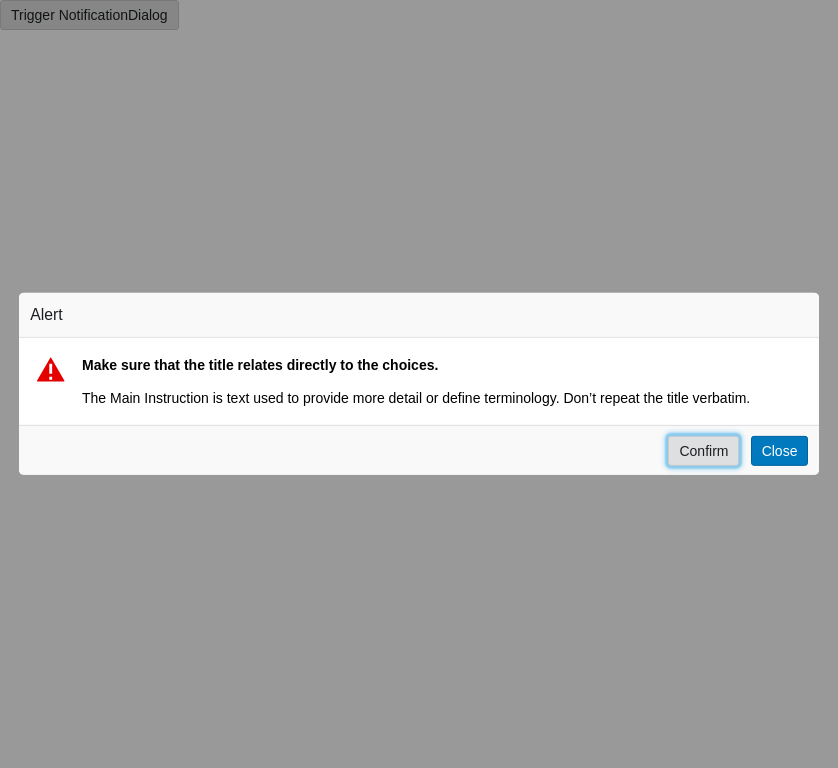 Trigger NotificationDialog
Alert
Make sure that the title relates directly to the choices.
The Main Instruction is text used to provide more detail or define terminology. Don’t repeat the title verbatim.
Confirm Close